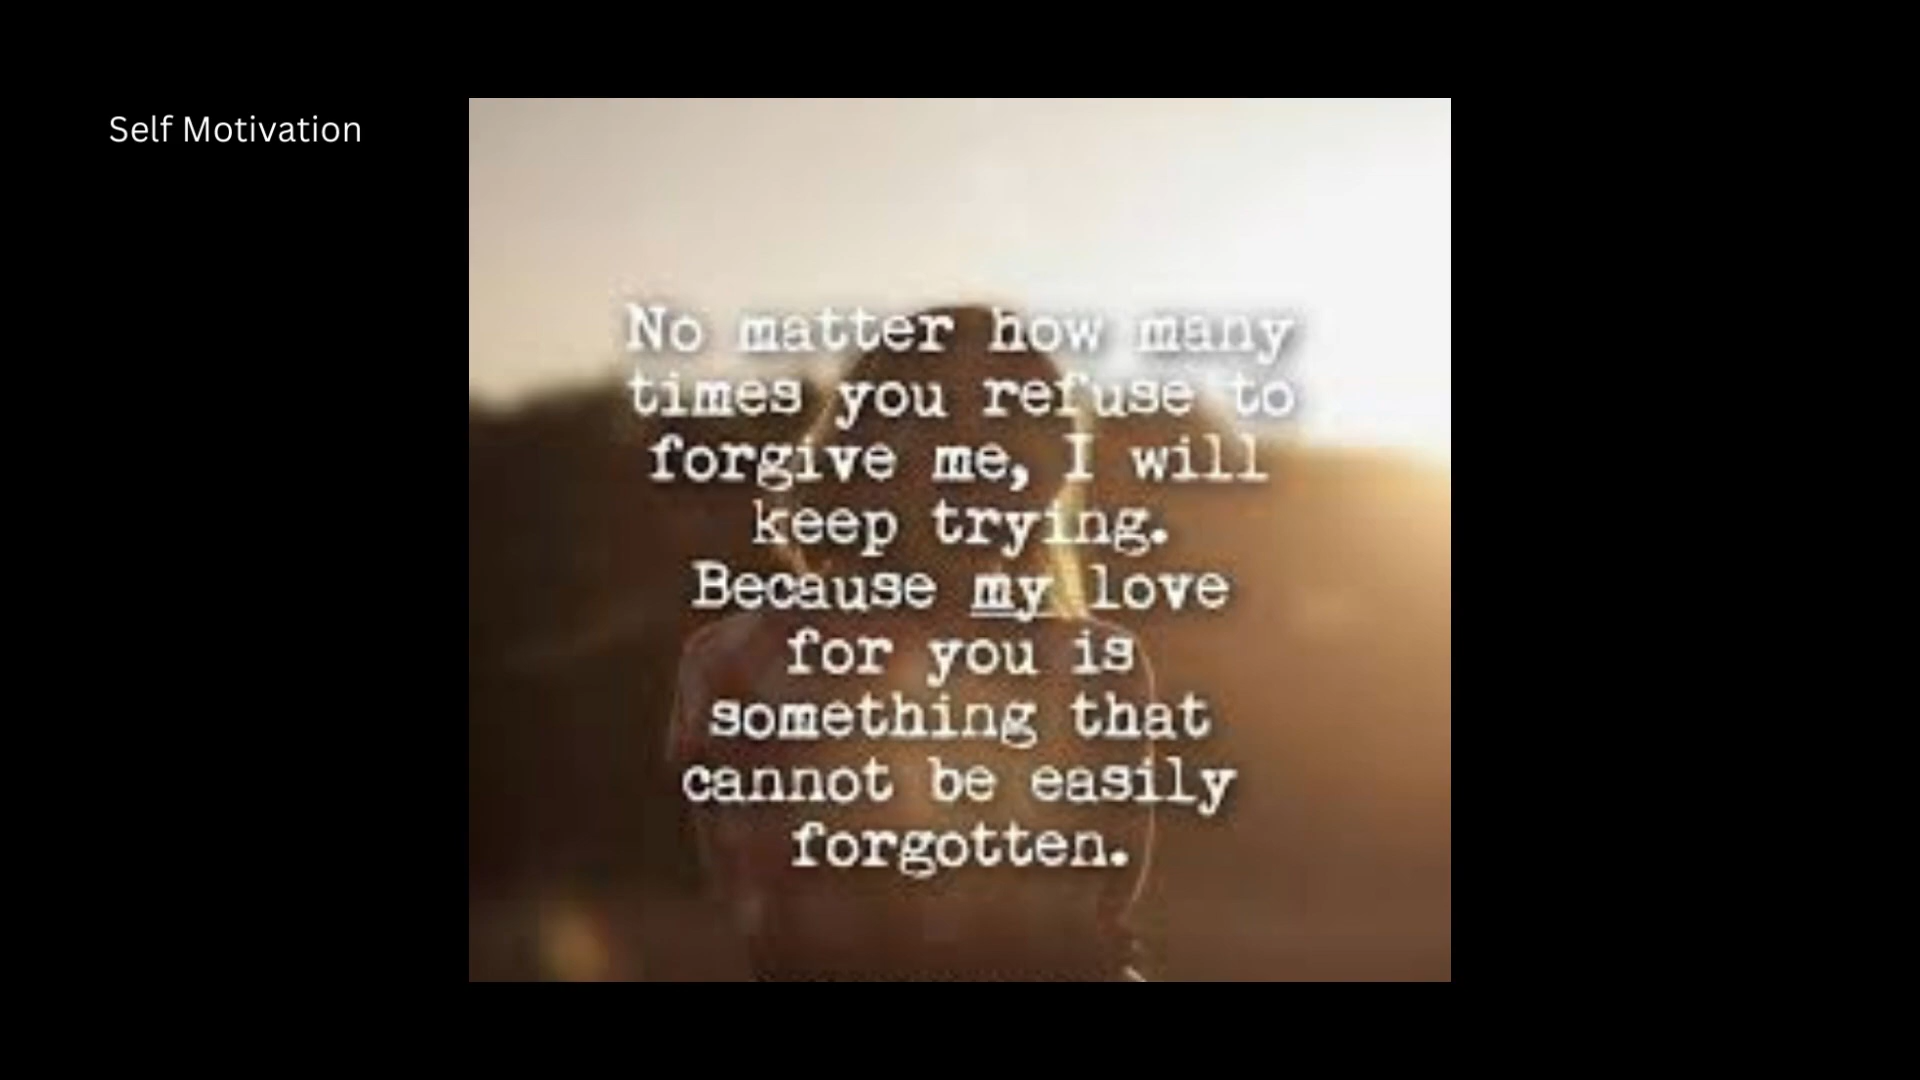 Self Motivation
No matter how many
times you refuse to
forgive me, I will
keep trying.
Because my love
for you is
something that
cannot be easily
forgotten.